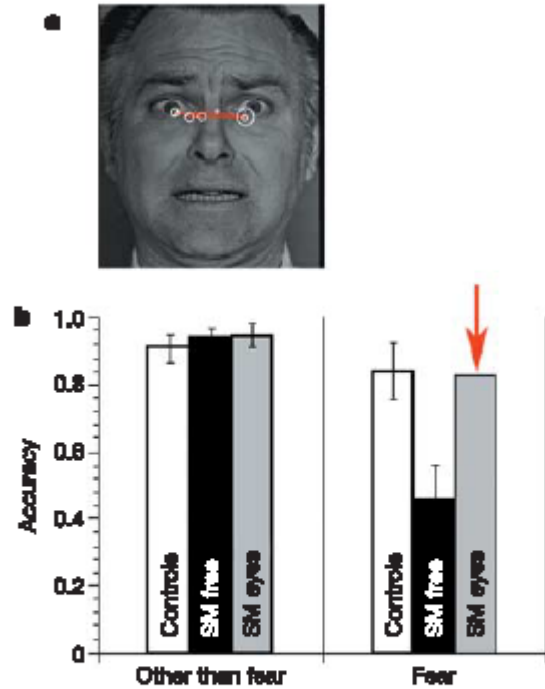 a
b
1.0
0.8
0.6
0.4
0.2
0
Accuracy
Controls
SM free
SM eyes
Controls
SM free
SM eyes
Other than fear
Fear